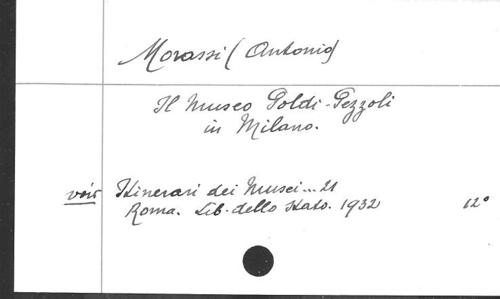 Morassi (Antonio)
Il Museo Poldi-Pezzoli
in Milano.
voir Itinerari dei Musei... 21
Roma. Lib. dello Stato. 1932 12°